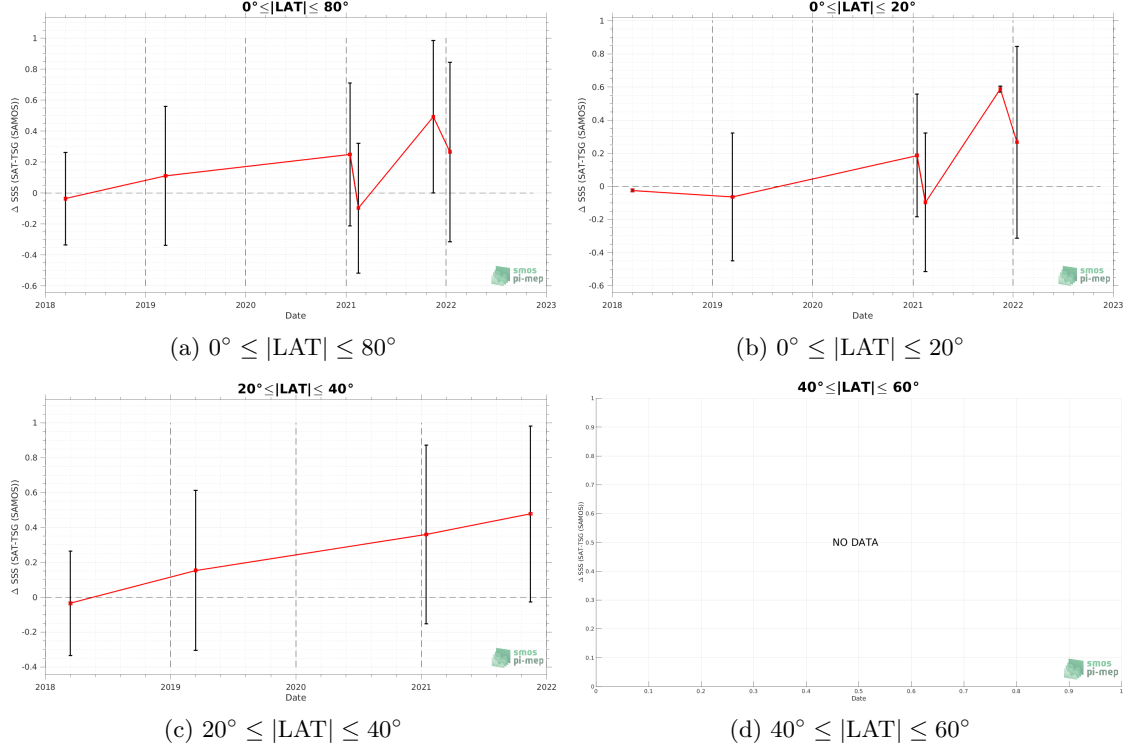 0°≤|LAT|≤ 80°
1
0.8
0.6
0.4
0.2
0
-0.2
-0.4
-0.6
Δ SSS (SAT-TSG (SAMOS))
2018 2019 2020 2021 2022 2023
Date
smos
pi-mep
(a) 0° ≤ |LAT| ≤ 80°
0°≤|LAT|≤ 20°
1
0.8
0.6
0.4
0.2
0
-0.2
-0.4
-0.6
Δ SSS (SAT-TSG (SAMOS))
2018 2019 2020 2021 2022 2023
Date
smos
pi-mep
(b) 0° ≤ |LAT| ≤ 20°
20°≤|LAT|≤ 40°
1
0.8
0.6
0.4
0.2
0
-0.2
-0.4
Δ SSS (SAT-TSG (SAMOS))
2018 2019 2020 2021 2022
Date
smos
pi-mep
(c) 20° ≤ |LAT| ≤ 40°
40°≤|LAT|≤ 60°
1
0.9
0.8
0.7
0.6
0.5
0.4
0.3
0.2
0.1
0
Δ SSS (SAT-TSG (SAMOS))
NO DATA
0 0.1 0.2 0.3 0.4 0.5 0.6 0.7 0.8 0.9 1
Date
smos
pi-mep
(d) 40° ≤ |LAT| ≤ 60°